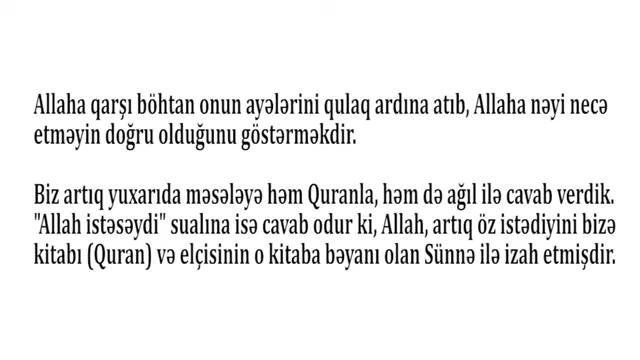 Allaha qarşı böhtan onun ayələrini qulaq ardına atıb, Allaha nəyi necə
etməyin doğru olduğunu göstərməkdir.
Biz artıq yuxarıda məsələyə həm Quranla, həm də ağıl ilə cavab verdik.
"Allah istəsəydi" sualına isə cavab odur ki, Allah, artıq öz istədiyini bizə
kitabı (Quran) və elçisinin o kitaba bəyanı olan Sünnə ilə izah etmişdir.